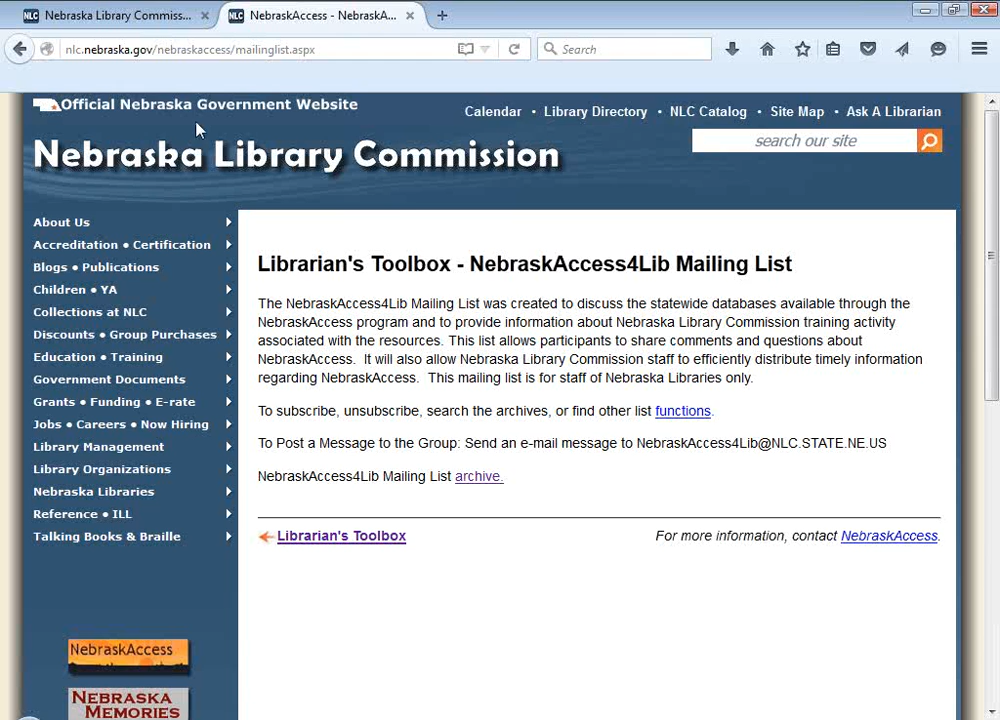 Nebraska Library Commiss...
NebraskAccess - NebraskA...
nlc.nebraska.gov/nebraskaccess/mailinglist.aspx
Search
Official Nebraska Government Website
Calendar • Library Directory • NLC Catalog • Site Map • Ask A Librarian
search our site
Nebraska Library Commission
About Us
Accreditation • Certification
Blogs • Publications
Children • YA
Collections at NLC
Discounts • Group Purchases
Education • Training
Government Documents
Grants • Funding • E-rate
Jobs • Careers • Now Hiring
Library Management
Library Organizations
Nebraska Libraries
Reference • ILL
Talking Books & Braille
NebraskAccess
NEBRASKA
MEMORIES
Librarian's Toolbox - NebraskAccess4Lib Mailing List
The NebraskAccess4Lib Mailing List was created to discuss the statewide databases available through the
NebraskAccess program and to provide information about Nebraska Library Commission training activity
associated with the resources. This list allows participants to share comments and questions about
NebraskAccess.  It will also allow Nebraska Library Commission staff to efficiently distribute timely information
regarding NebraskAccess.  This mailing list is for staff of Nebraska Libraries only.
To subscribe, unsubscribe, search the archives, or find other list functions.
To Post a Message to the Group: Send an e-mail message to NebraskAccess4Lib@NLC.STATE.NE.US
NebraskAccess4Lib Mailing List archive.
Librarian's Toolbox
For more information, contact NebraskAccess.